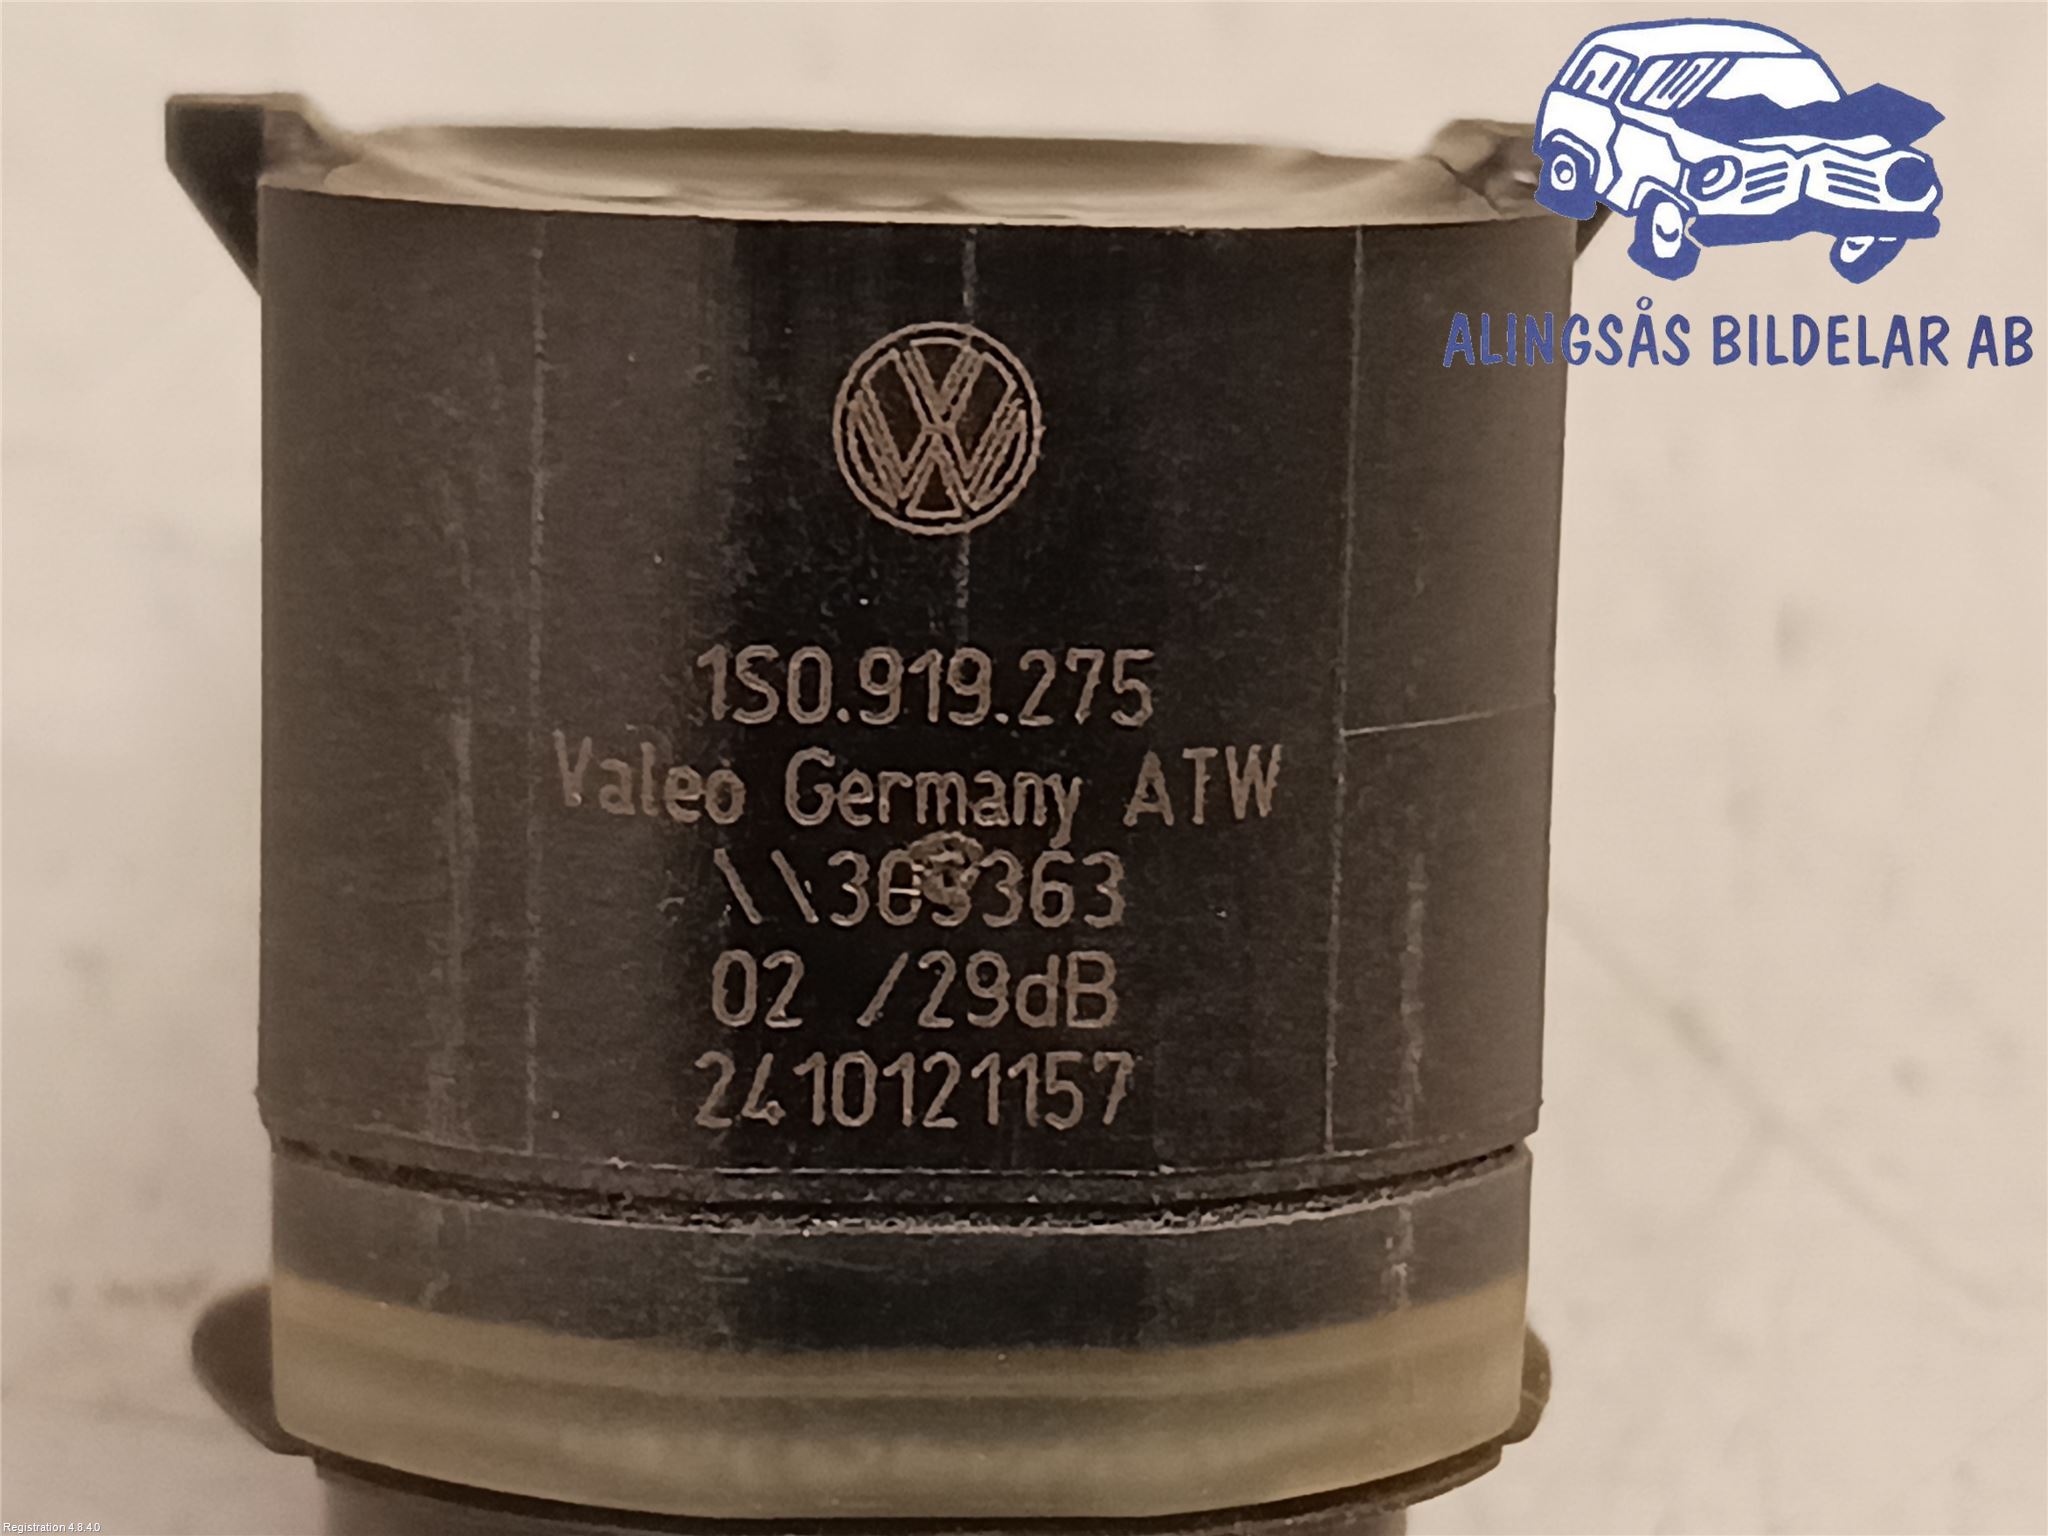 ALINGSÅS BILDELAR AB
1S0.919.275
Valeo Germany ATW
02 /29dB
2410121157
Registration 4.8.4.0